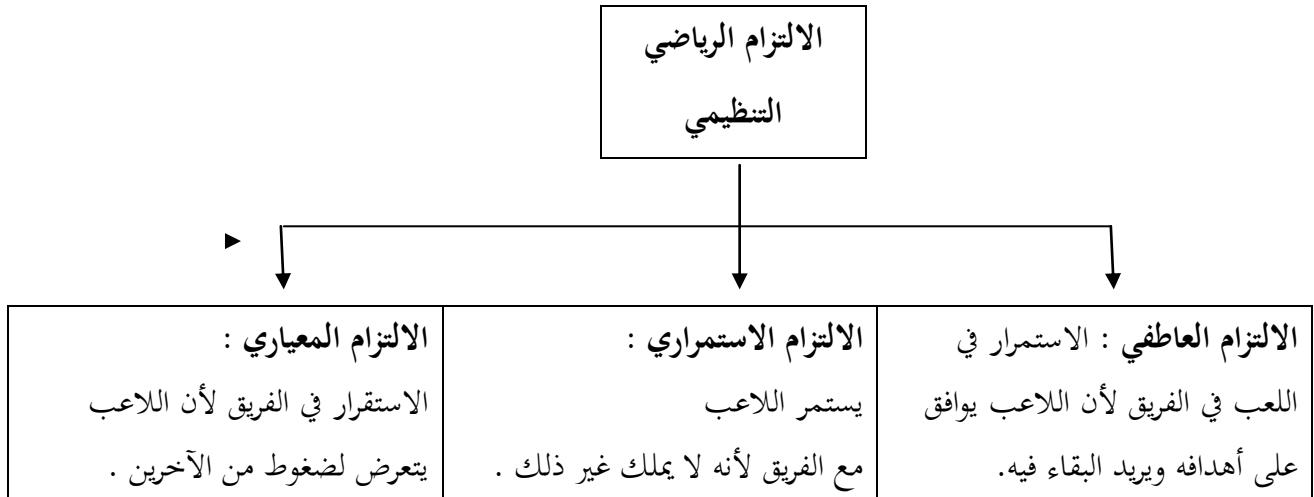 الالتزام الرياضي
التنظيمي
الالتزام العاطفي : الاستمرار في
اللعب في الفريق لأن اللاعب يوافق
على أهدافه ويريد البقاء فيه.
الالتزام الاستمراري :
يستمر اللاعب
مع الفريق لأنه لا يملك غير ذلك .
الالتزام المعياري :
الاستقرار في الفريق لأن اللاعب
يتعرض لضغوط من الآخرين .